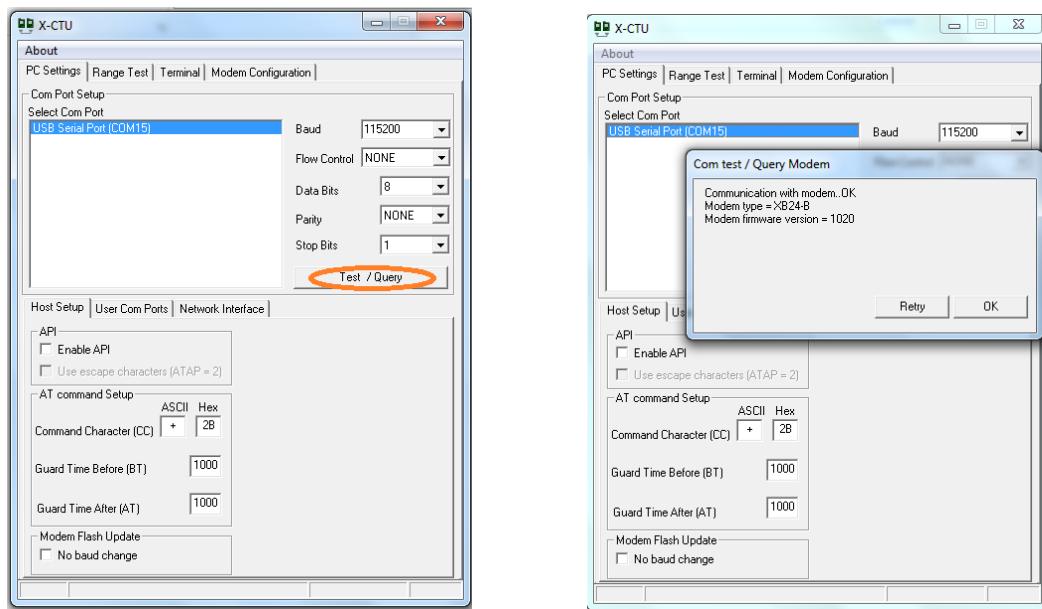 X-CTU
About
PC Settings Range Test Terminal Modem Configuration
Com Port Setup
Select Com Port
USB Serial Port (COM15)
Baud 115200
Flow Control NONE
Data Bits 8
Parity NONE
Stop Bits 1
Test / Query
Host Setup User Com Ports Network Interface
API
Enable API
Use escape characters (ATAP = 2)
AT command Setup
ASCII Hex
Command Character (CC) + 2B
Guard Time Before (BT) 1000
Guard Time After (AT) 1000
Modem Flash Update
No baud change
X-CTU
About
PC Settings Range Test Terminal Modem Configuration
Com Port Setup
Select Com Port
USB Serial Port (COM15)
Baud 115200
Com test / Query Modem
Communication with modem..OK
Modem type = XB24-B
Modem firmware version = 1020
Retry OK
Host Setup Us
API
Enable API
Use escape characters (ATAP = 2)
AT command Setup
ASCII Hex
Command Character (CC) + 2B
Guard Time Before (BT) 1000
Guard Time After (AT) 1000
Modem Flash Update
No baud change